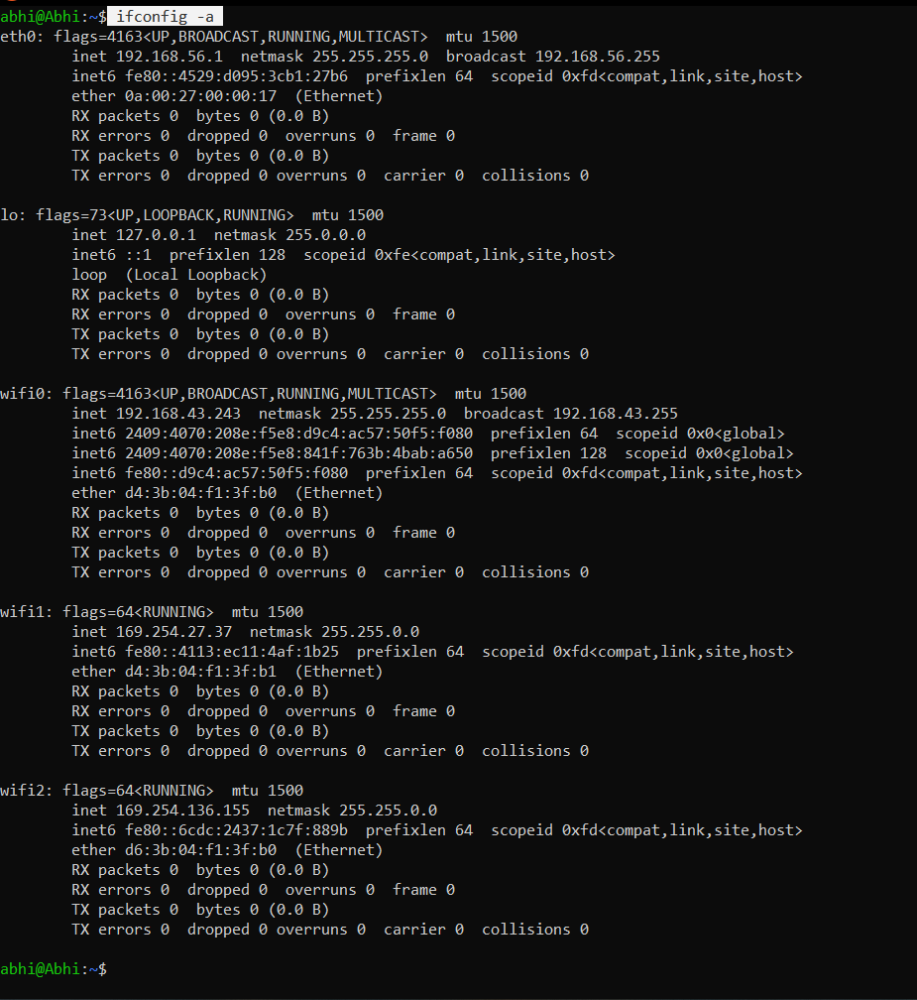 abhi@Abhi:~$ ifconfig -a
eth0: flags=4163<UP,BROADCAST,RUNNING,MULTICAST>  mtu 1500
        inet 192.168.56.1  netmask 255.255.255.0  broadcast 192.168.56.255
        inet6 fe80::4529:d095:3cb1:27b6  prefixlen 64  scopeid 0xfd<compat,link,site,host>
        ether 0a:00:27:00:00:17  (Ethernet)
        RX packets 0  bytes 0 (0.0 B)
        RX errors 0  dropped 0  overruns 0  frame 0
        TX packets 0  bytes 0 (0.0 B)
        TX errors 0  dropped 0 overruns 0  carrier 0  collisions 0

lo: flags=73<UP,LOOPBACK,RUNNING>  mtu 1500
        inet 127.0.0.1  netmask 255.0.0.0
        inet6 ::1  prefixlen 128  scopeid 0xfe<compat,link,site,host>
        loop  (Local Loopback)
        RX packets 0  bytes 0 (0.0 B)
        RX errors 0  dropped 0  overruns 0  frame 0
        TX packets 0  bytes 0 (0.0 B)
        TX errors 0  dropped 0 overruns 0  carrier 0  collisions 0

wifi0: flags=4163<UP,BROADCAST,RUNNING,MULTICAST>  mtu 1500
        inet 192.168.43.243  netmask 255.255.255.0  broadcast 192.168.43.255
        inet6 2409:4070:208e:f5e8:d9c4:ac57:50f5:f080  prefixlen 64  scopeid 0x0<global>
        inet6 2409:4070:208e:f5e8:841f:763b:4bab:a650  prefixlen 128  scopeid 0x0<global>
        inet6 fe80::d9c4:ac57:50f5:f080  prefixlen 64  scopeid 0xfd<compat,link,site,host>
        ether d4:3b:04:f1:3f:b0  (Ethernet)
        RX packets 0  bytes 0 (0.0 B)
        RX errors 0  dropped 0  overruns 0  frame 0
        TX packets 0  bytes 0 (0.0 B)
        TX errors 0  dropped 0 overruns 0  carrier 0  collisions 0

wifi1: flags=64<RUNNING>  mtu 1500
        inet 169.254.27.37  netmask 255.255.0.0
        inet6 fe80::4113:ec11:4af:1b25  prefixlen 64  scopeid 0xfd<compat,link,site,host>
        ether d4:3b:04:f1:3f:b1  (Ethernet)
        RX packets 0  bytes 0 (0.0 B)
        RX errors 0  dropped 0  overruns 0  frame 0
        TX packets 0  bytes 0 (0.0 B)
        TX errors 0  dropped 0 overruns 0  carrier 0  collisions 0

wifi2: flags=64<RUNNING>  mtu 1500
        inet 169.254.136.155  netmask 255.255.0.0
        inet6 fe80::6cdc:2437:1c7f:889b  prefixlen 64  scopeid 0xfd<compat,link,site,host>
        ether d6:3b:04:f1:3f:b0  (Ethernet)
        RX packets 0  bytes 0 (0.0 B)
        RX errors 0  dropped 0  overruns 0  frame 0
        TX packets 0  bytes 0 (0.0 B)
        TX errors 0  dropped 0 overruns 0  carrier 0  collisions 0

abhi@Abhi:~$